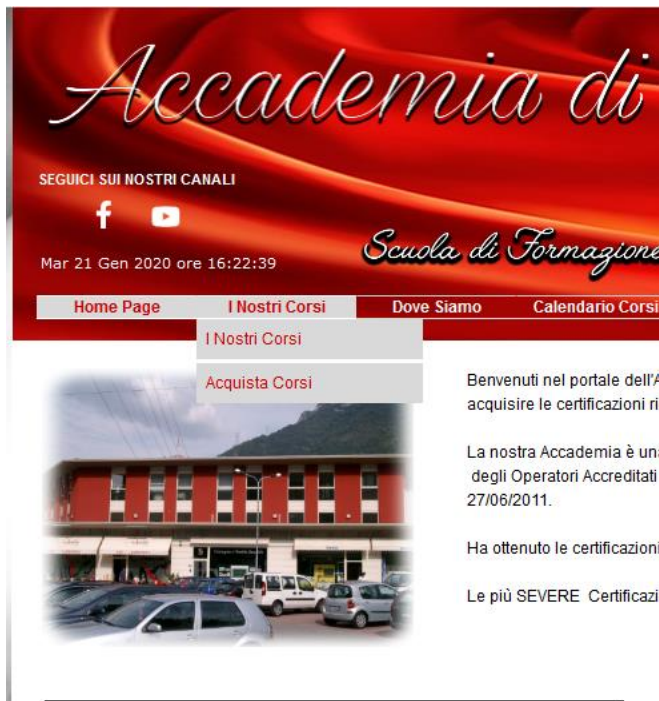 Accademia di
SEGUICI SUI NOSTRI CANALI
Scuola di Formazione
Mar 21 Gen 2020 ore 16:22:39
Home Page I Nostri Corsi Dove Siamo Calendario Corsi
I Nostri Corsi
Acquista Corsi
Benvenuti nel portale dell'A
acquisire le certificazioni ri
La nostra Accademia è una
degli Operatori Accreditati
27/06/2011.
Ha ottenuto le certificazioni
Le più SEVERE Certificazi